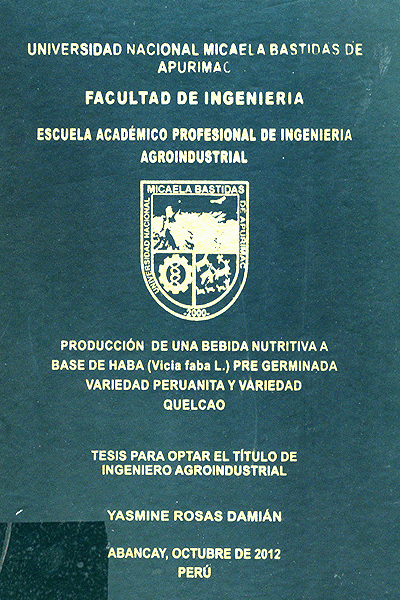 UNIVERSIDAD NACIONAL MICAELA BASTIDAS DE
APURIMAC
FACULTAD DE INGENIERIA
ESCUELA ACADÉMICO PROFESIONAL DE INGENIERIA
AGROINDUSTRIAL
MICAELA BASTIDAS
UNIVERSIDAD NACIONAL
DE APURIMAC
-2000-
PRODUCCIÓN DE UNA BEBIDA NUTRITIVA A
BASE DE HABA (Vicia faba L.) PRE GERMINADA
VARIEDAD PERUANITA Y VARIEDAD
QUELCAO
TESIS PARA OPTAR EL TÍTULO DE
INGENIERO AGROINDUSTRIAL
YASMINE ROSAS DAMIÁN
ABANCAY, OCTUBRE DE 2012
PERÚ